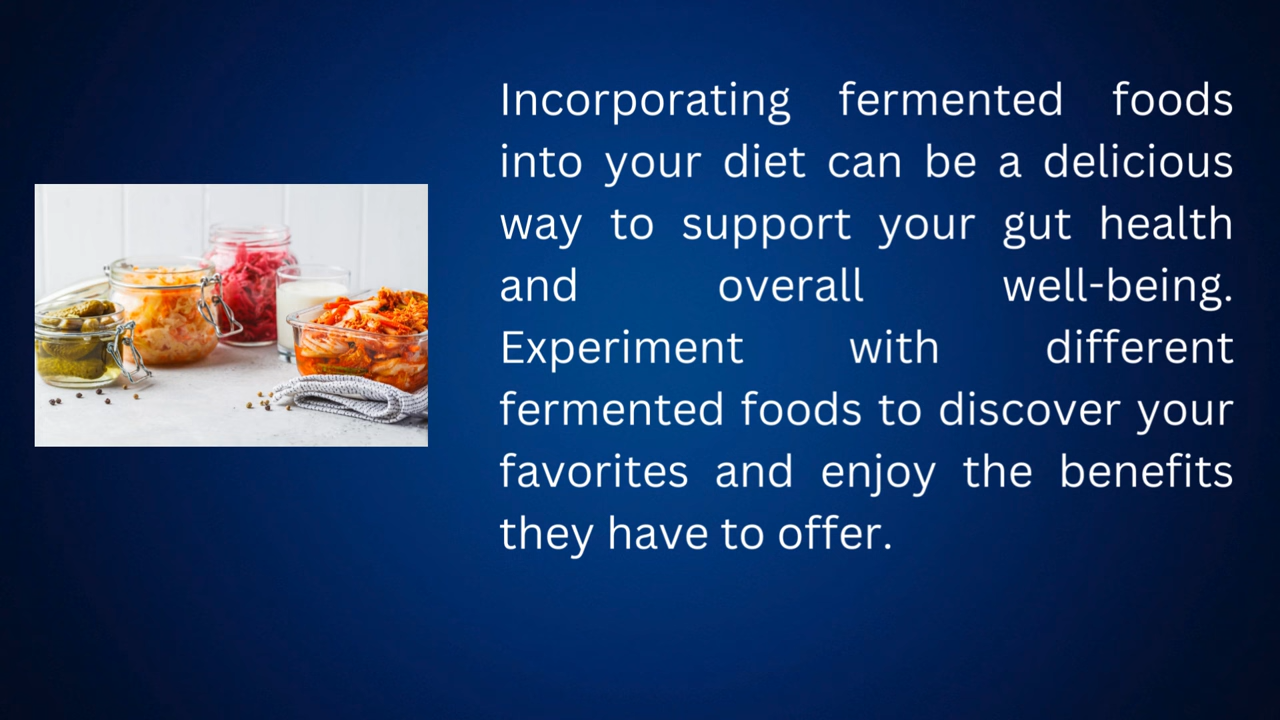 Incorporating fermented foods
into your diet can be a delicious
way to support your gut health
and overall well-being.
Experiment with different
fermented foods to discover your
favorites and enjoy the benefits
they have to offer.